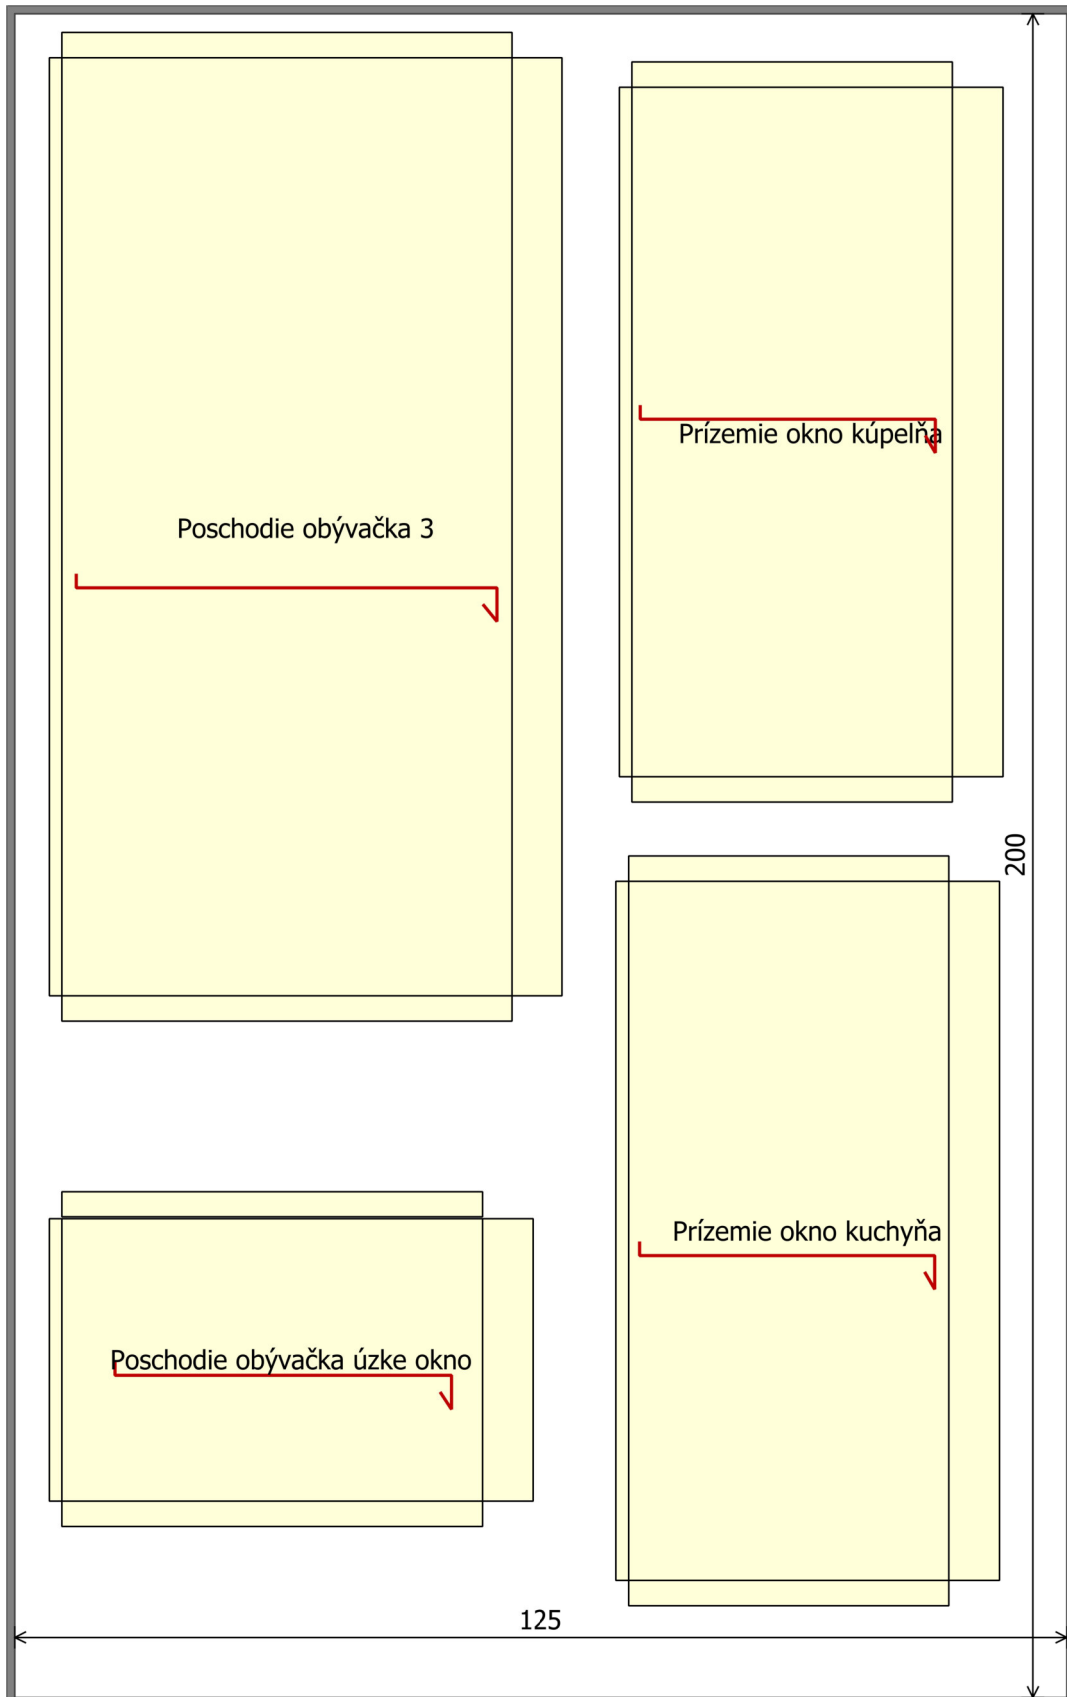 Poschodie obývačka 3
Prízemie okno kúpelňa
200
Prízemie okno kuchyňa
Poschodie obývačka úzke okno
125